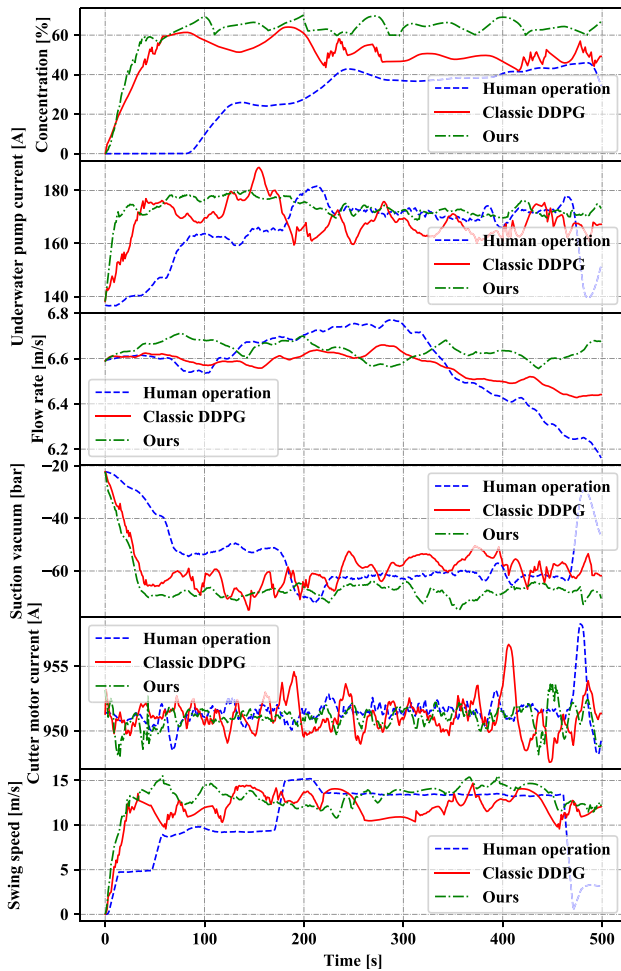 Concentration [%]
60
40
20
0
Human operation
Classic DDPG
Ours
Underwater pump current [A]
180
160
140
Human operation
Classic DDPG
Ours
Flow rate [m/s]
6.8
6.6
6.4
6.2
Human operation
Classic DDPG
Ours
Suction vacuum [bar]
−20
−40
−60
Human operation
Classic DDPG
Ours
Cutter motor current [A]
955
950
Human operation
Classic DDPG
Ours
Swing speed [m/s]
15
10
5
0
Human operation
Classic DDPG
Ours
0 100 200 300 400 500
Time [s]